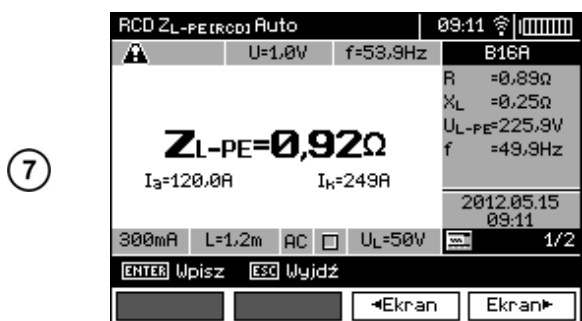 RCD ZL-PE[RCD] Auto 09:11
U=1,0V f=53,9Hz B16A
R =0,89Ω
XL =0,25Ω
UL-PE=225,9V
f =49,9Hz
7
ZL-PE=0,92Ω
Ia=120,0A Ik=249A
2012.05.15
09:11
300mA L=1,2m AC UL=50V 1/2
ENTER Wpisz ESC Wyjdź
◄Ekran Ekran►